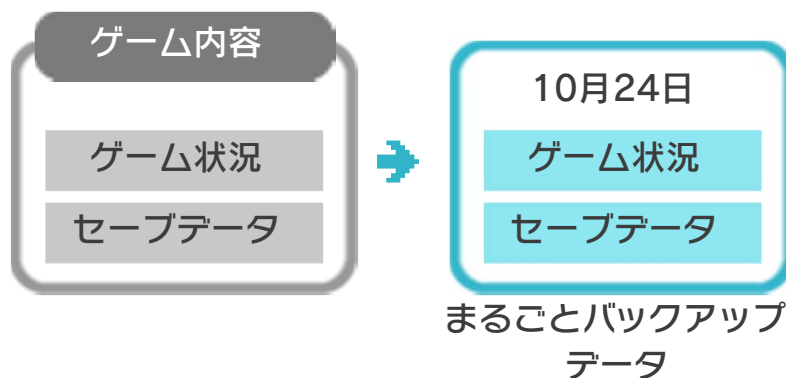 ゲーム内容
ゲーム状況
セーブデータ
10月24日
ゲーム状況
セーブデータ
まるごとバックアップ
データ